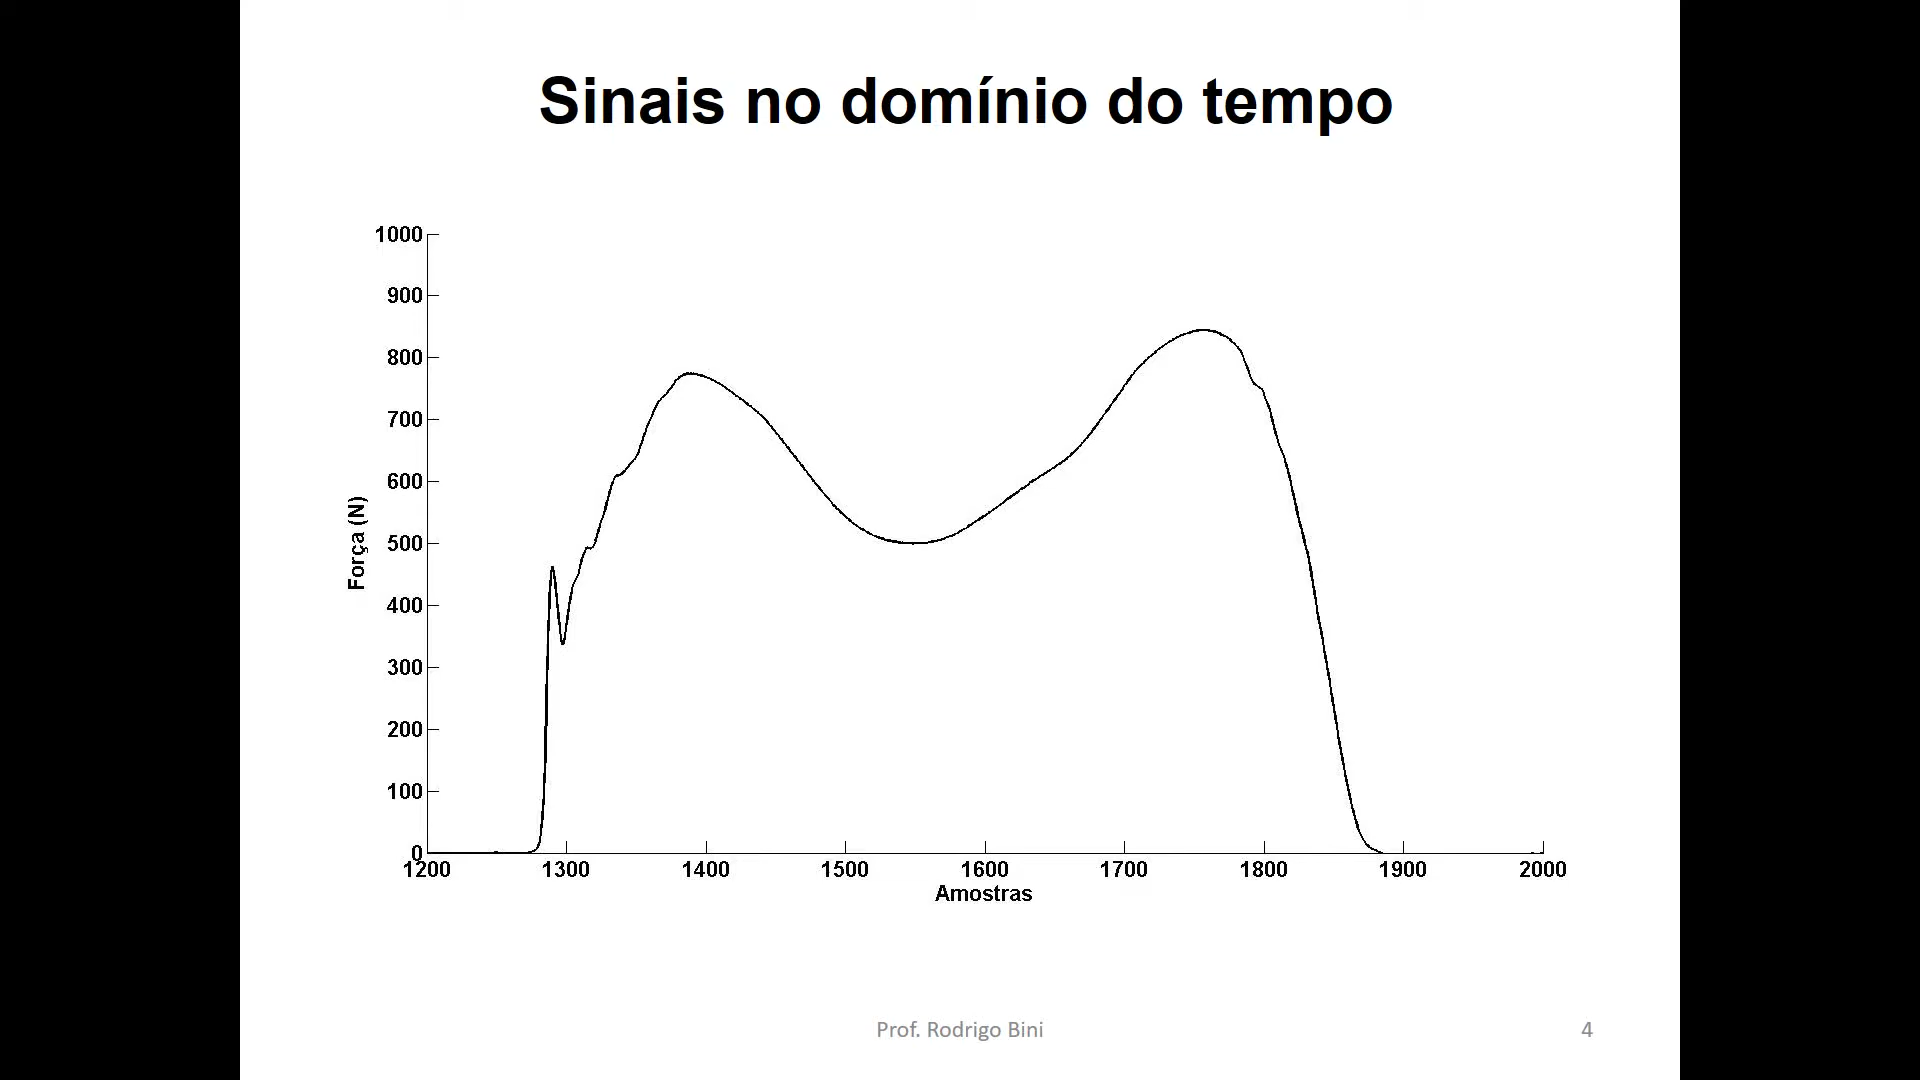 Sinais no domínio do tempo
1000
900
800
700
600
500
400
300
200
100
0
Força (N)
1200 1300 1400 1500 1600 1700 1800 1900 2000
Amostras
Prof. Rodrigo Bini 4